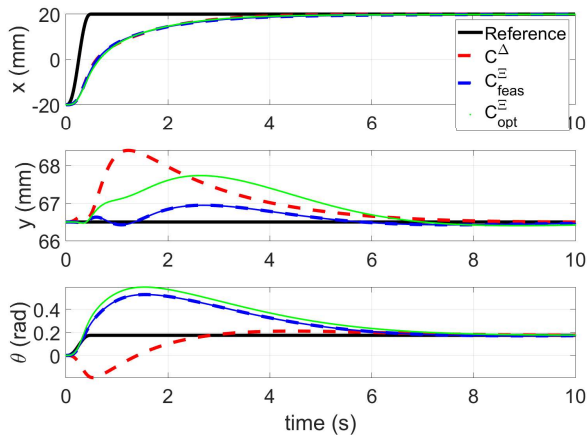 20
0
-20
x (mm)
0 2 4 6 8 10
Reference
C^Δ
C^Ξ_feas
C^Ξ_opt
68
67
66
y (mm)
0 2 4 6 8 10
0.4
0.2
0
θ (rad)
0 2 4 6 8 10
time (s)